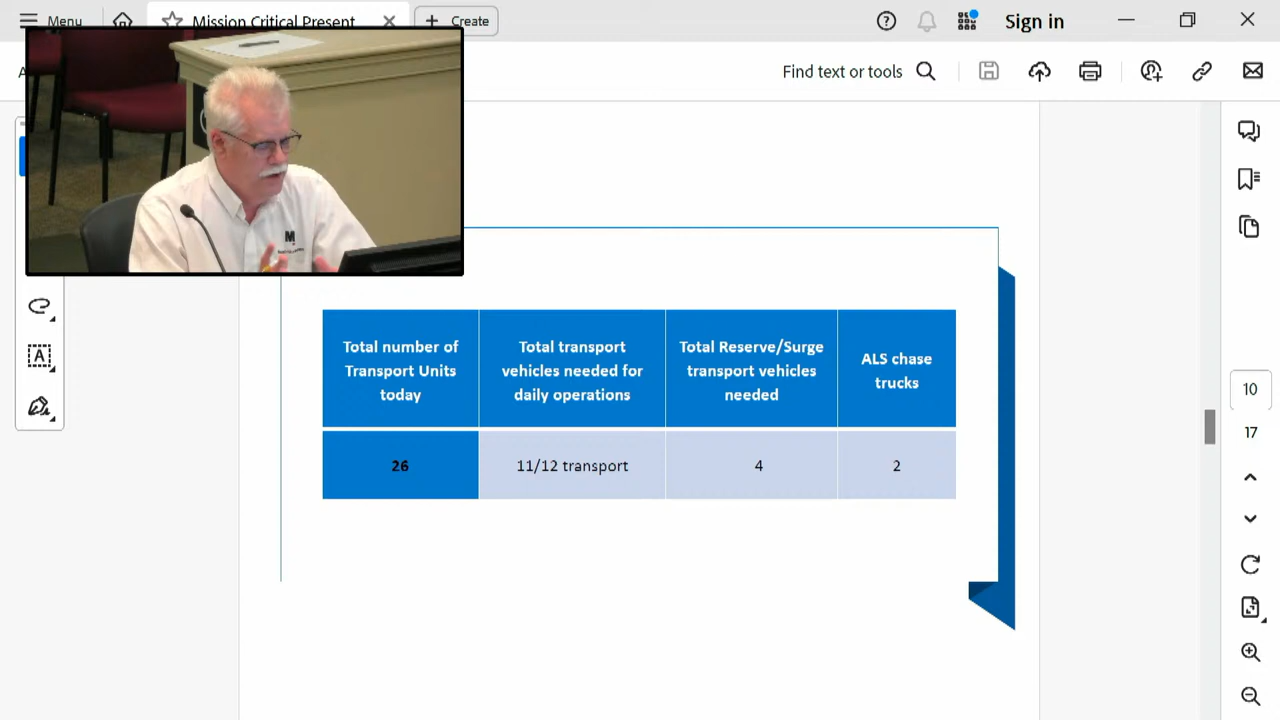 Menu
Mission Critical Present
Create
Sign in
A
Find text or tools
Total number of
Transport Units
today
Total transport
vehicles needed for
daily operations
Total Reserve/Surge
transport vehicles
needed
ALS chase
trucks
26
11/12 transport
4
2
A
10
17
M